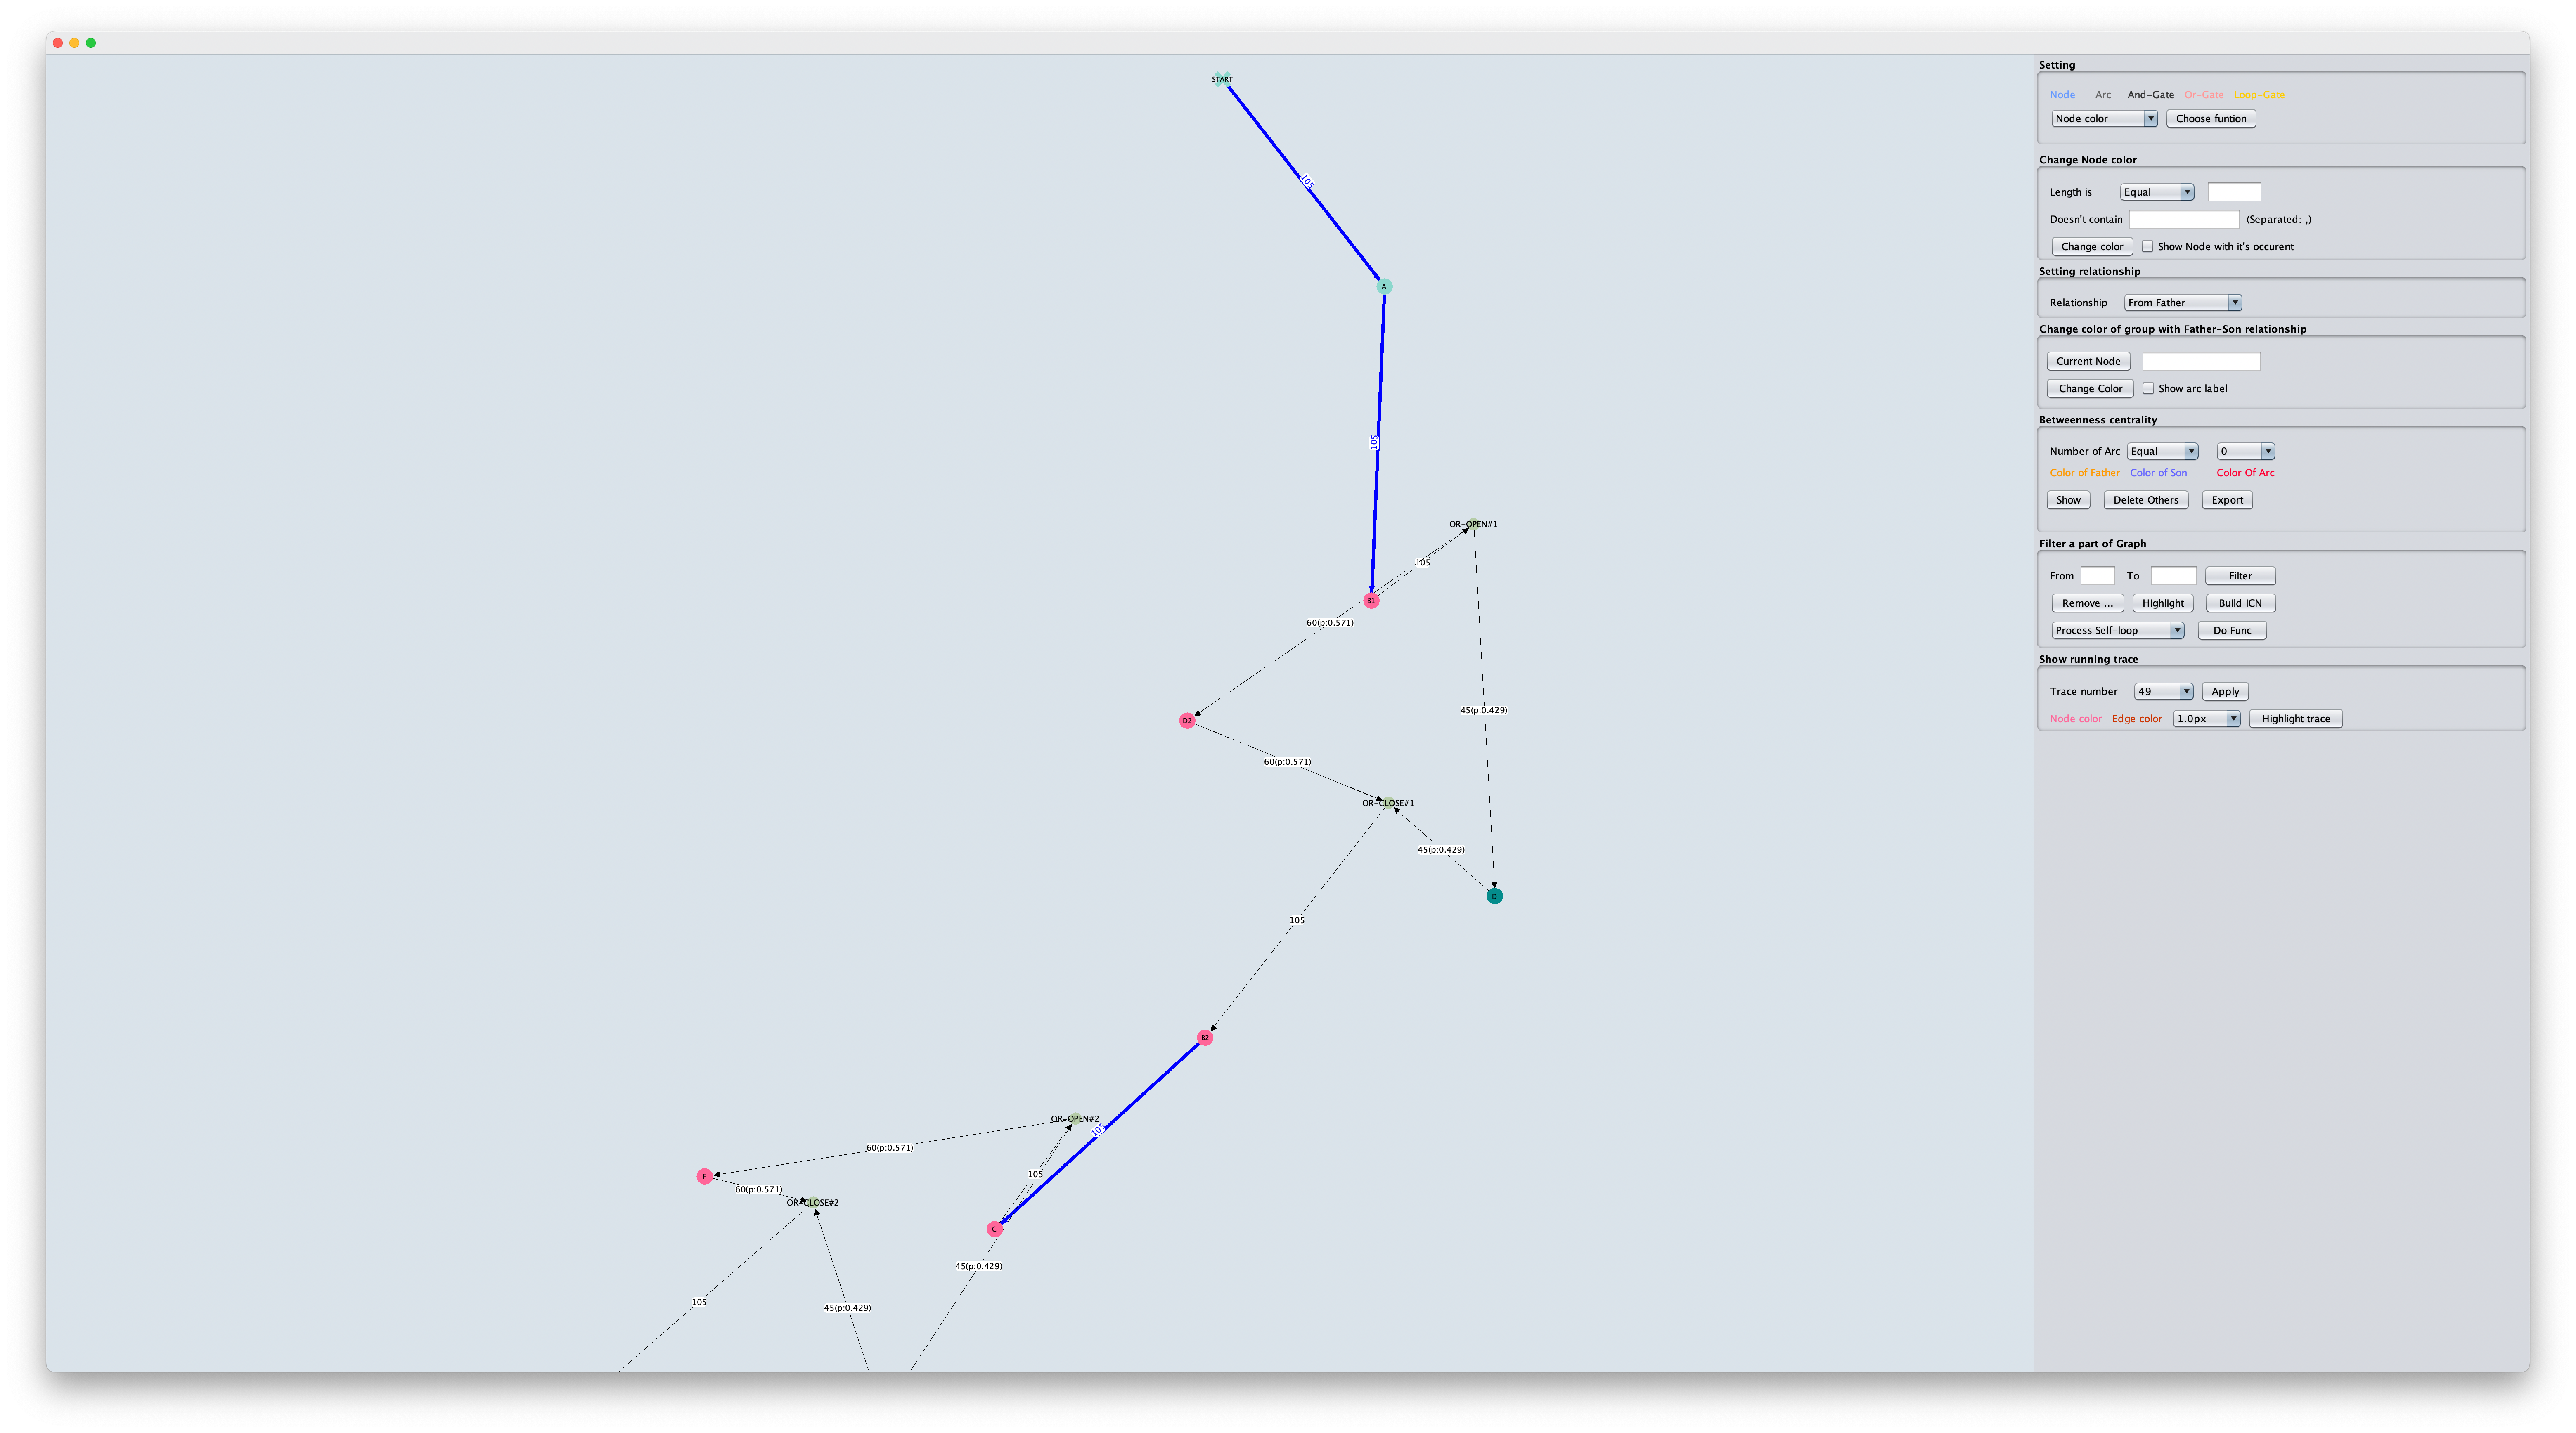 START
105
A
105
OR-OPEN#1
105
B1
60(p:0.571)
45(p:0.429)
D2
60(p:0.571)
OR-CLOSE#1
45(p:0.429)
D
105
B2
OR-OPEN#2
105
60(p:0.571)
105
F
60(p:0.571)
OR-CLOSE#2
C
45(p:0.429)
105
45(p:0.429)
Setting
Node Arc And-Gate Or-Gate Loop-Gate
Node color Choose funtion
Change Node color
Length is Equal
Doesn't contain (Separated: ,)
Change color Show Node with it's occurent
Setting relationship
Relationship From Father
Change color of group with Father-Son relationship
Current Node
Change Color Show arc label
Betweenness centrality
Number of Arc Equal 0
Color of Father Color of Son Color Of Arc
Show Delete Others Export
Filter a part of Graph
From To Filter
Remove ... Highlight Build ICN
Process Self-loop Do Func
Show running trace
Trace number 49 Apply
Node color Edge color 1.0px Highlight trace